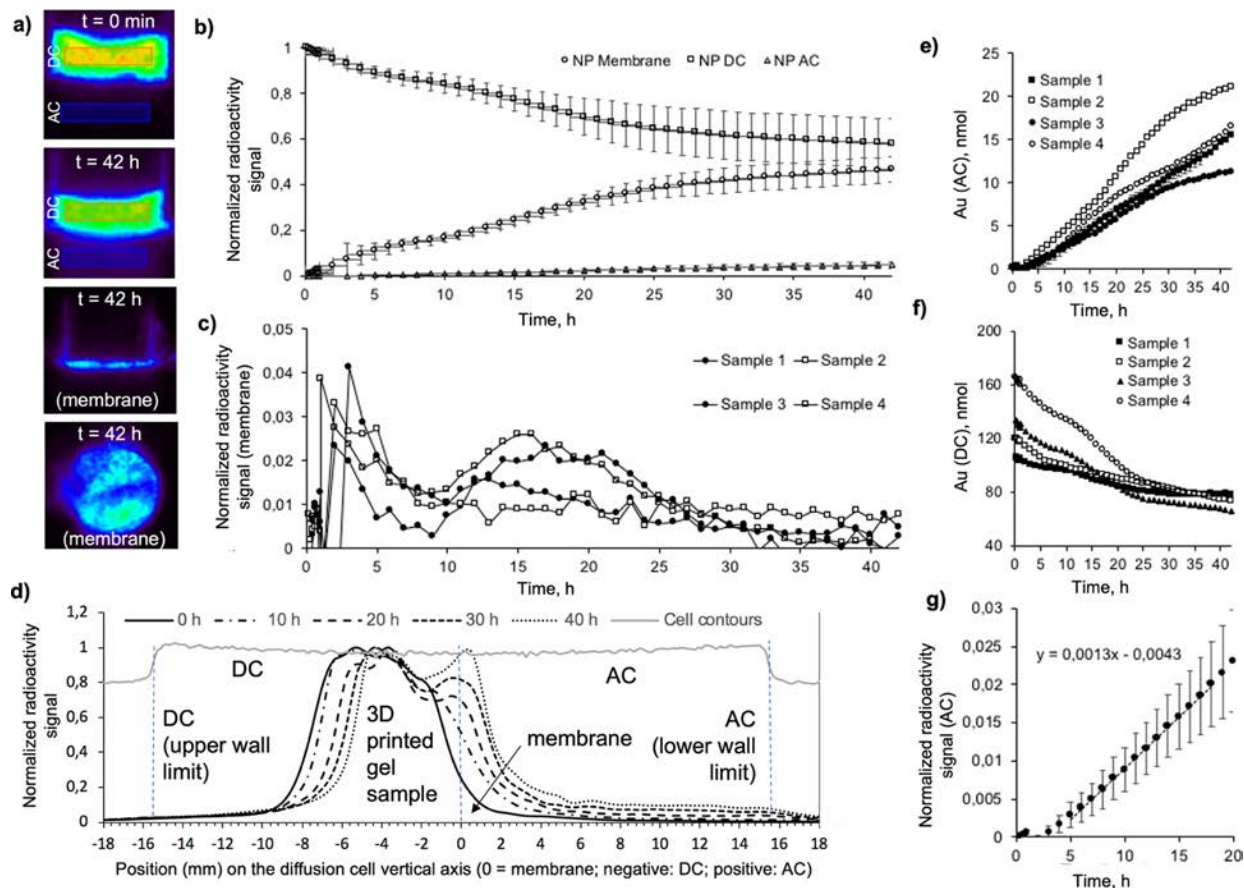 a)
t = 0 min
DC
AC
t = 42 h
DC
AC
t = 42 h
(membrane)
t = 42 h
(membrane)
b)
Normalized radioactivity
signal
1
0,8
0,6
0,4
0,2
0
NP Membrane NP DC NP AC
0 5 10 15 20 25 30 35 40
Time, h
c)
Normalized radioactivity
signal (membrane)
0,05
0,04
0,03
0,02
0,01
0
Sample 1 Sample 2
Sample 3 Sample 4
0 5 10 15 20 25 30 35 40
Time, h
d)
Normalized radioactivity
signal
1,2
1
0,8
0,6
0,4
0,2
0
0 h 10 h 20 h 30 h 40 h Cell contours
DC
AC
DC
(upper wall
limit)
3D
printed
gel
sample
membrane
AC
(lower wall
limit)
-18 -16 -14 -12 -10 -8 -6 -4 -2 0 2 4 6 8 10 12 14 16 18
Position (mm) on the diffusion cell vertical axis (0 = membrane; negative: DC; positive: AC)
e)
Au (AC), nmol
25
20
15
10
5
0
Sample 1
Sample 2
Sample 3
Sample 4
0 5 10 15 20 25 30 35 40
Time, h
f)
Au (DC), nmol
200
160
120
80
40
Sample 1
Sample 2
Sample 3
Sample 4
0 5 10 15 20 25 30 35 40
Time, h
g)
Normalized radioactivity
signal (AC)
0,03
0,025
0,02
0,015
0,01
0,005
0
y = 0,0013x - 0,0043
0 5 10 15 20
Time, h